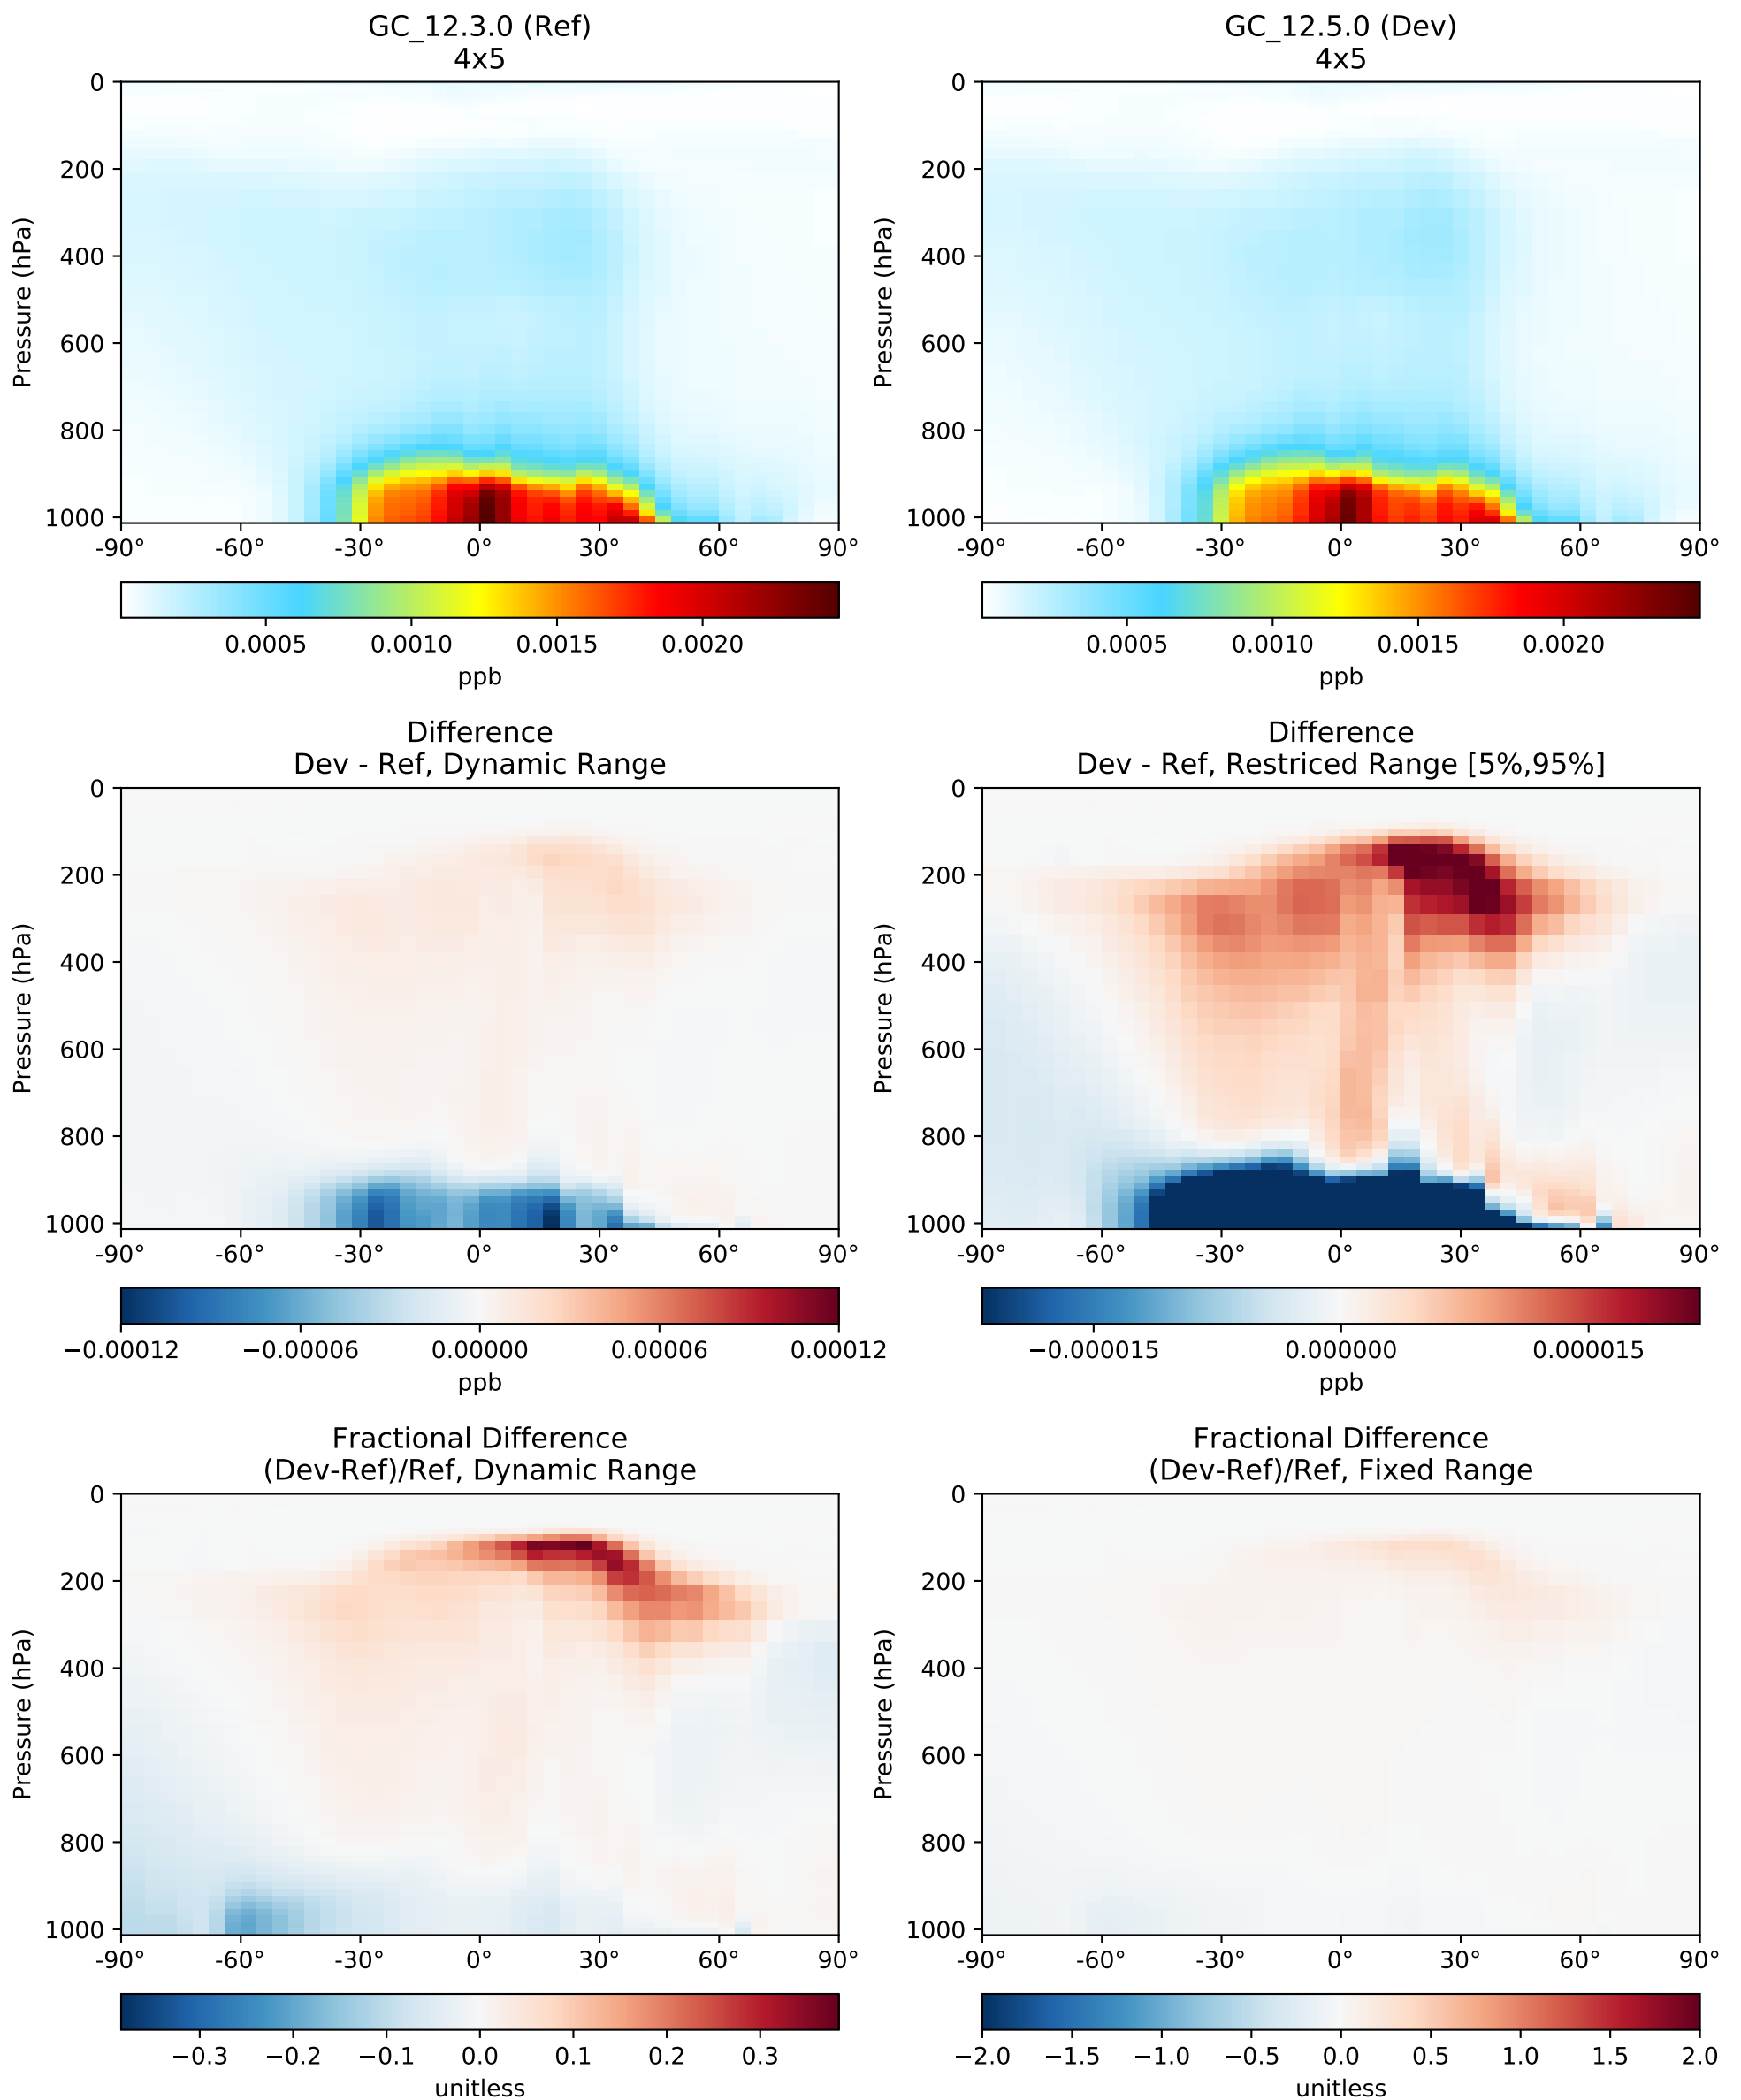 GC_12.3.0 (Ref)
4x5
0
200
400
600
800
1000
Pressure (hPa)
-90° -60° -30° 0° 30° 60° 90°
0.0005 0.0010 0.0015 0.0020
ppb
GC_12.5.0 (Dev)
4x5
0
200
400
600
800
1000
Pressure (hPa)
-90° -60° -30° 0° 30° 60° 90°
0.0005 0.0010 0.0015 0.0020
ppb
Difference
Dev - Ref, Dynamic Range
0
200
400
600
800
1000
Pressure (hPa)
-90° -60° -30° 0° 30° 60° 90°
−0.00012 −0.00006 0.00000 0.00006 0.00012
ppb
Difference
Dev - Ref, Restriced Range [5%,95%]
0
200
400
600
800
1000
Pressure (hPa)
-90° -60° -30° 0° 30° 60° 90°
−0.000015 0.000000 0.000015
ppb
Fractional Difference
(Dev-Ref)/Ref, Dynamic Range
0
200
400
600
800
1000
Pressure (hPa)
-90° -60° -30° 0° 30° 60° 90°
−0.3 −0.2 −0.1 0.0 0.1 0.2 0.3
unitless
Fractional Difference
(Dev-Ref)/Ref, Fixed Range
0
200
400
600
800
1000
Pressure (hPa)
-90° -60° -30° 0° 30° 60° 90°
−2.0 −1.5 −1.0 −0.5 0.0 0.5 1.0 1.5 2.0
unitless